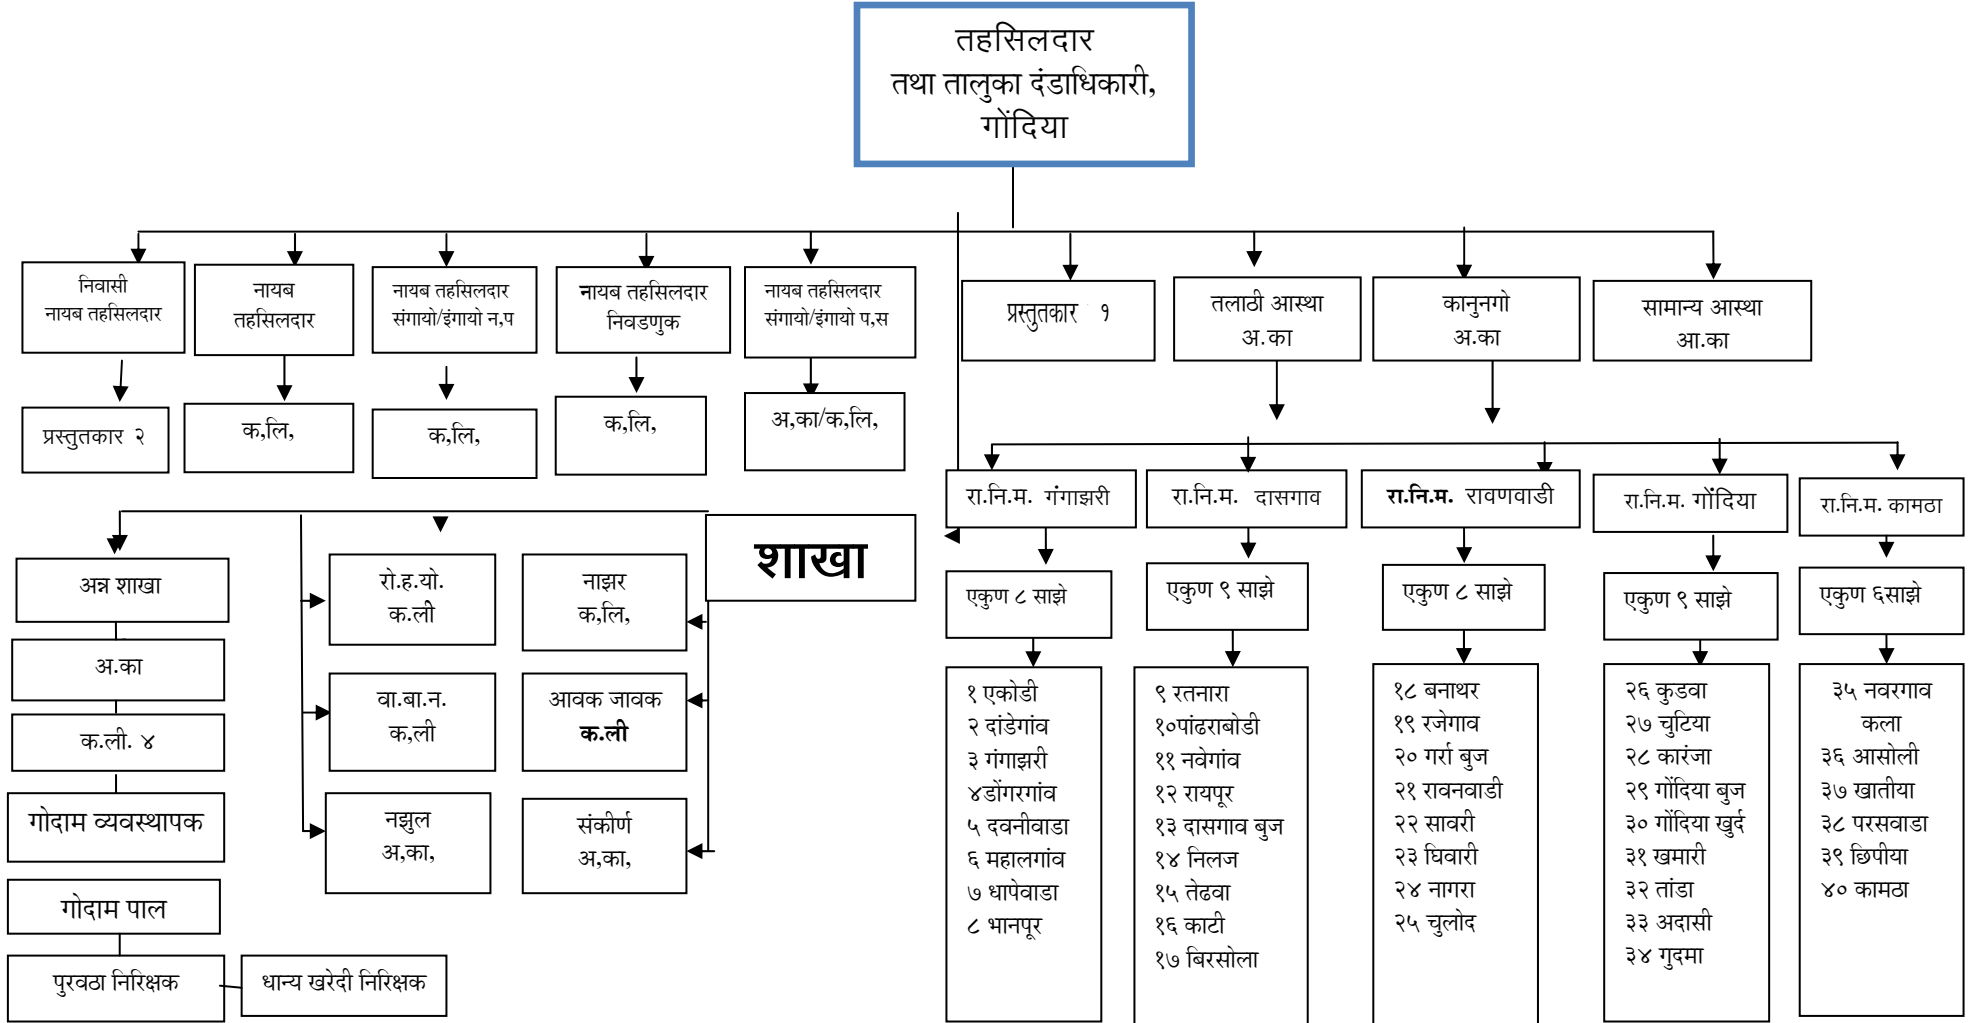 तहसिलदार
तथा तालुका दंडाधिकारी,
गोंदिया
निवासी
नायब तहसिलदार
नायब
तहसिलदार
नायब तहसिलदार
संगायो/इंगायो न,प
नायब तहसिलदार
निवडणुक
नायब तहसिलदार
संगायो/इंगायो प,स
प्रस्तुतकार १
तलाठी आस्था
अ.का
कानुनगो
अ.का
सामान्य आस्था
आ.का
प्रस्तुतकार २
क,लि,
क,लि,
क,लि,
अ,का/क,लि,
रा.नि.म. गंगाझरी
रा.नि.म. दासगाव
रा.नि.म. रावणवाडी
रा.नि.म. गोंदिया
रा.नि.म. कामठा
शाखा
अन्न शाखा
अ.का
क.ली. ४
गोदाम व्यवस्थापक
गोदाम पाल
पुरवठा निरिक्षक
धान्य खरेदी निरिक्षक
रो.ह.यो.
क.ली
वा.बा.न.
क,ली
नझुल
अ,का,
नाझर
क,लि,
आवक जावक
क.ली
संकीर्ण
अ,का,
एकुण ८ साझे
एकुण ९ साझे
एकुण ८ साझे
एकुण ९ साझे
एकुण ६साझे
१ एकोडी
२ दांडेगांव
३ गंगाझरी
४डोंगरगांव
५ दवनीवाडा
६ महालगांव
७ धापेवाडा
८ भानपूर
९ रतनारा
१०पांढराबोडी
११ नवेगांव
१२ रायपूर
१३ दासगाव बुज
१४ निलज
१५ तेढवा
१६ काटी
१७ बिरसोला
१८ बनाथर
१९ रजेगाव
२० गर्रा बुज
२१ रावनवाडी
२२ सावरी
२३ घिवारी
२४ नागरा
२५ चुलोद
२६ कुडवा
२७ चुटिया
२८ कारंजा
२९ गोंदिया बुज
३० गोंदिया खुर्द
३१ खमारी
३२ तांडा
३३ अदासी
३४ गुदमा
३५ नवरगाव
कला
३६ आसोली
३७ खातीया
३८ परसवाडा
३९ छिपीया
४० कामठा